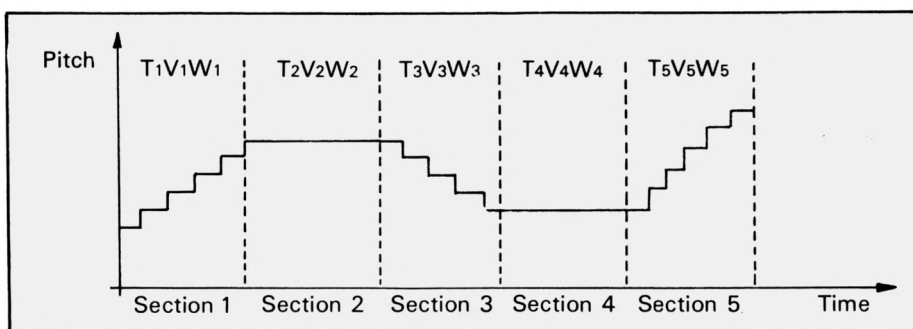 Pitch
T1V1W1 T2V2W2 T3V3W3 T4V4W4 T5V5W5
Section 1 Section 2 Section 3 Section 4 Section 5 Time